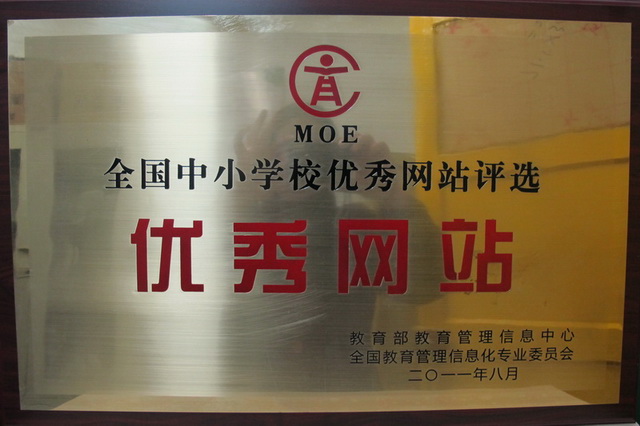 MOE
全国中小学校优秀网站评选
优秀网站
教育部教育管理信息中心
全国教育管理信息化专业委员会
二〇一一年八月